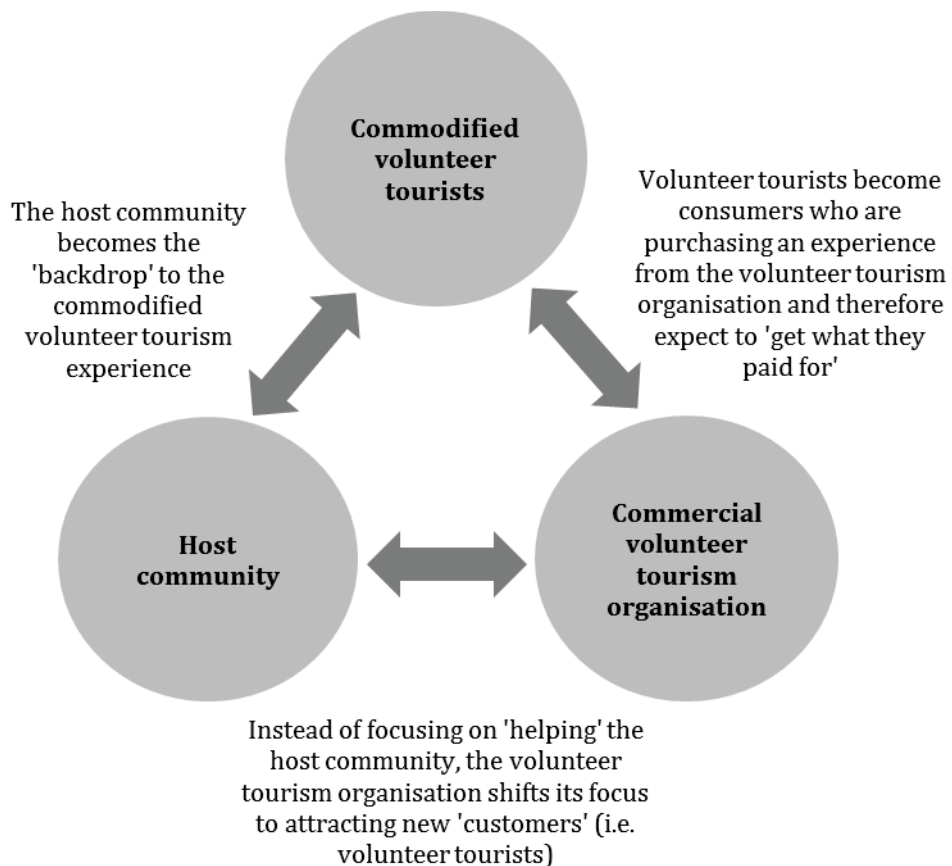 Commodified
volunteer
tourists
The host community
becomes the
'backdrop' to the
commodified
volunteer tourism
experience
Volunteer tourists become
consumers who are
purchasing an experience
from the volunteer tourism
organisation and therefore
expect to 'get what they
paid for'
Host
community
Commercial
volunteer
tourism
organisation
Instead of focusing on 'helping' the
host community, the volunteer
tourism organisation shifts its focus
to attracting new 'customers' (i.e.
volunteer tourists)